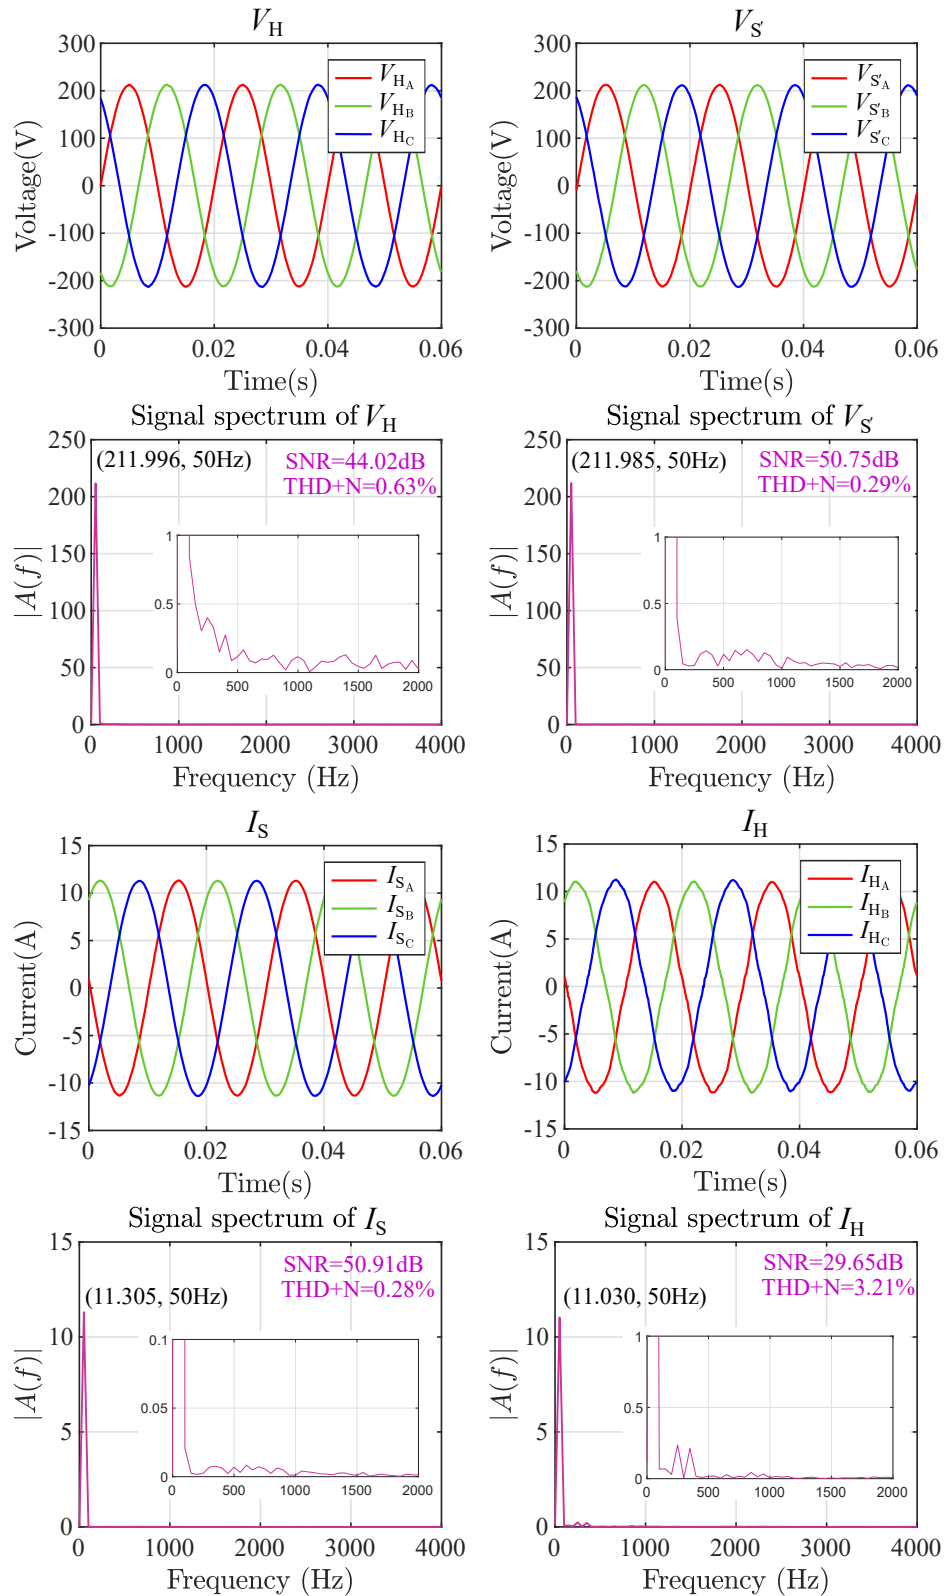 V_H
300
200
100
0
-100
-200
-300
Voltage(V)
V_HA
V_HB
V_HC
0
0.02
0.04
0.06
Time(s)
V_S′
300
200
100
0
-100
-200
-300
Voltage(V)
V_S′A
V_S′B
V_S′C
0
0.02
0.04
0.06
Time(s)
Signal spectrum of V_H
250
200
150
100
50
0
|A(f)|
(211.996, 50Hz)
SNR=44.02dB
THD+N=0.63%
1
0.5
0
0
500
1000
1500
2000
0
1000
2000
3000
4000
Frequency (Hz)
Signal spectrum of V_S′
250
200
150
100
50
0
|A(f)|
(211.985, 50Hz)
SNR=50.75dB
THD+N=0.29%
1
0.5
0
0
500
1000
1500
2000
0
1000
2000
3000
4000
Frequency (Hz)
I_S
15
10
5
0
-5
-10
-15
Current(A)
I_SA
I_SB
I_SC
0
0.02
0.04
0.06
Time(s)
I_H
15
10
5
0
-5
-10
-15
Current(A)
I_HA
I_HB
I_HC
0
0.02
0.04
0.06
Time(s)
Signal spectrum of I_S
15
10
5
0
|A(f)|
SNR=50.91dB
THD+N=0.28%
(11.305, 50Hz)
0.1
0.05
0
0
500
1000
1500
2000
0
1000
2000
3000
4000
Frequency (Hz)
Signal spectrum of I_H
15
10
5
0
|A(f)|
SNR=29.65dB
THD+N=3.21%
(11.030, 50Hz)
1
0.5
0
0
500
1000
1500
2000
0
1000
2000
3000
4000
Frequency (Hz)